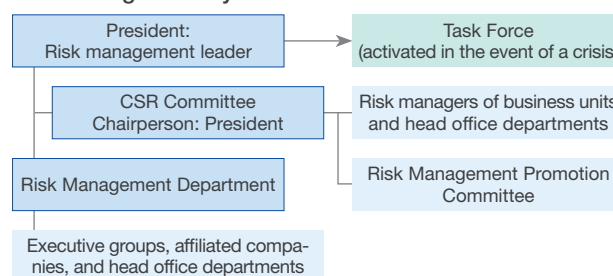 President:
Risk management leader
Task Force
(activated in the event of a crisis
CSR Committee
Chairperson: President
Risk managers of business units
and head office departments
Risk Management Department
Risk Management Promotion
Committee
Executive groups, affiliated compa-
nies, and head office departments